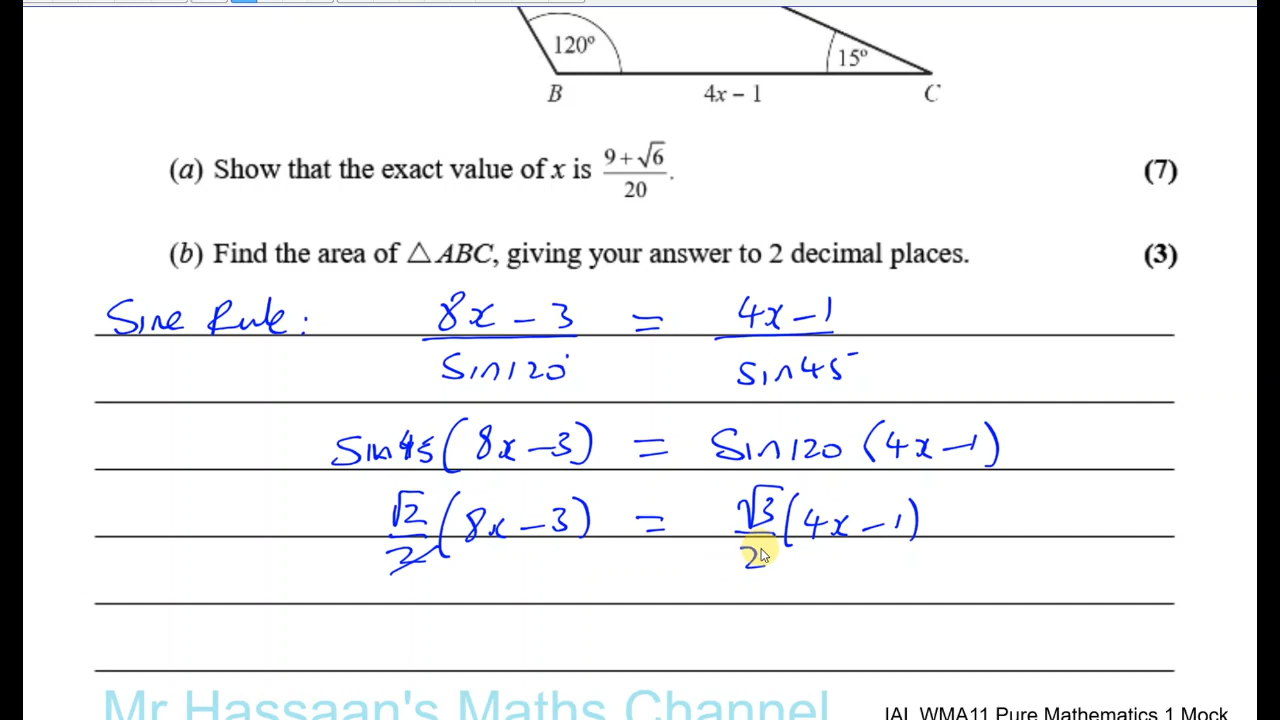 120°
15°
B
4x − 1
C
(a) Show that the exact value of x is (9 + √6)/20. (7)
(b) Find the area of △ABC, giving your answer to 2 decimal places. (3)
Sine Rule: (8x − 3)/sin120° = (4x − 1)/sin45
sin45(8x − 3) = sin120(4x − 1)
√2/2(8x − 3) = √3/2(4x − 1)
Mr Hassaan's Maths Channel
IAL WMA11 Pure Mathematics 1 Mock